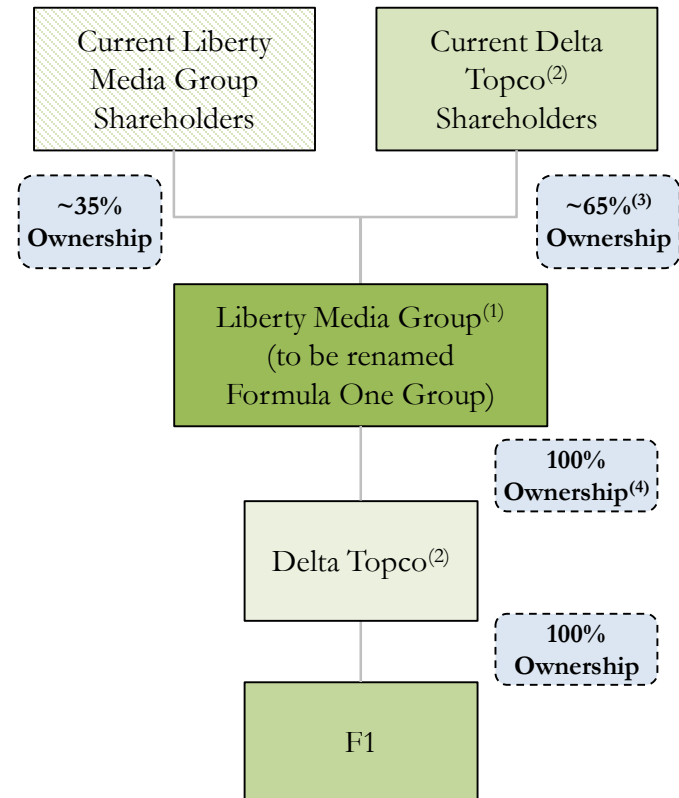 Current Liberty
Media Group
Shareholders
Current Delta
Topco(2)
Shareholders
~35%
Ownership
~65%(3)
Ownership
Liberty Media Group(1)
(to be renamed
Formula One Group)
100%
Ownership(4)
Delta Topco(2)
100%
Ownership
F1